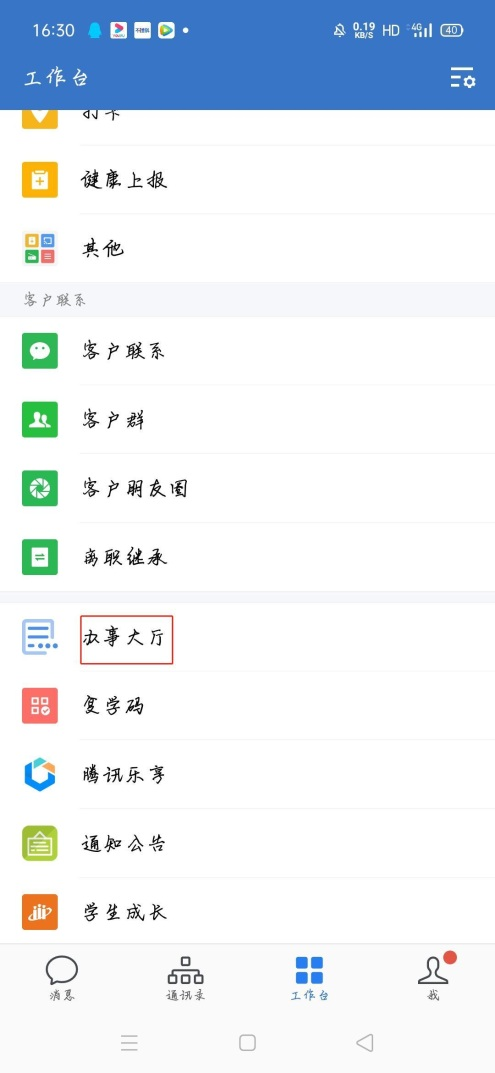 16:30
0.19
KB/S
HD
4G
40
工作台
打卡
健康上报
其他
客户联系
客户联系
客户群
客户朋友圈
离职继承
办事大厅
复学码
腾讯乐享
通知公告
学生成长
消息
通讯录
工作台
我